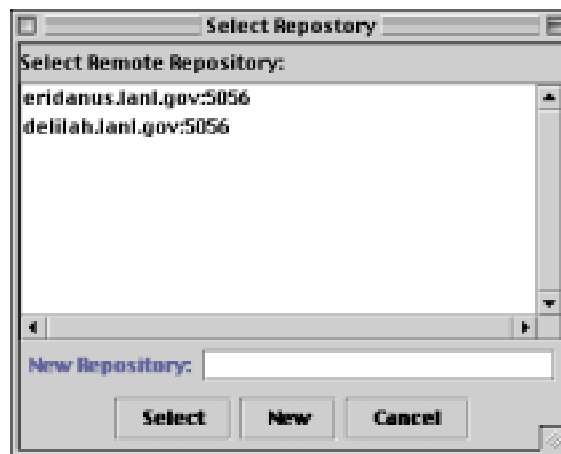 Select Repostory
Select Remote Repository:
eridanus.lanl.gov:5056
delilah.lanl.gov:5056
New Repository:
Select New Cancel